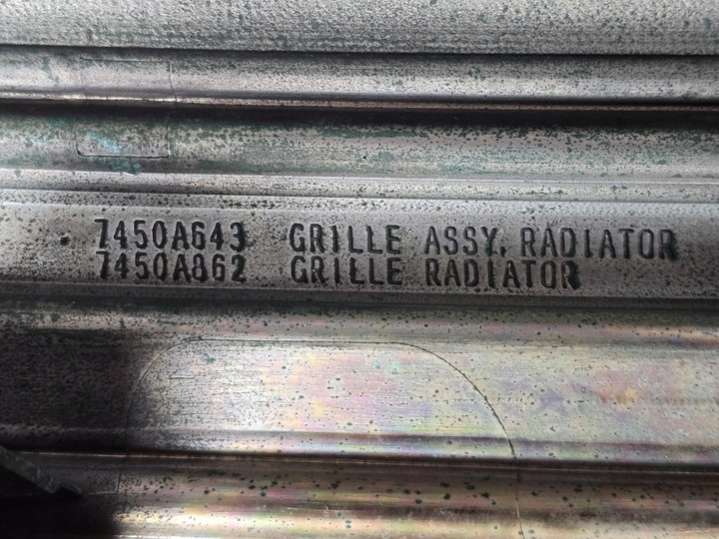 7450A643 GRILLE ASSY, RADIATOR
7450A862 GRILLE RADIATOR